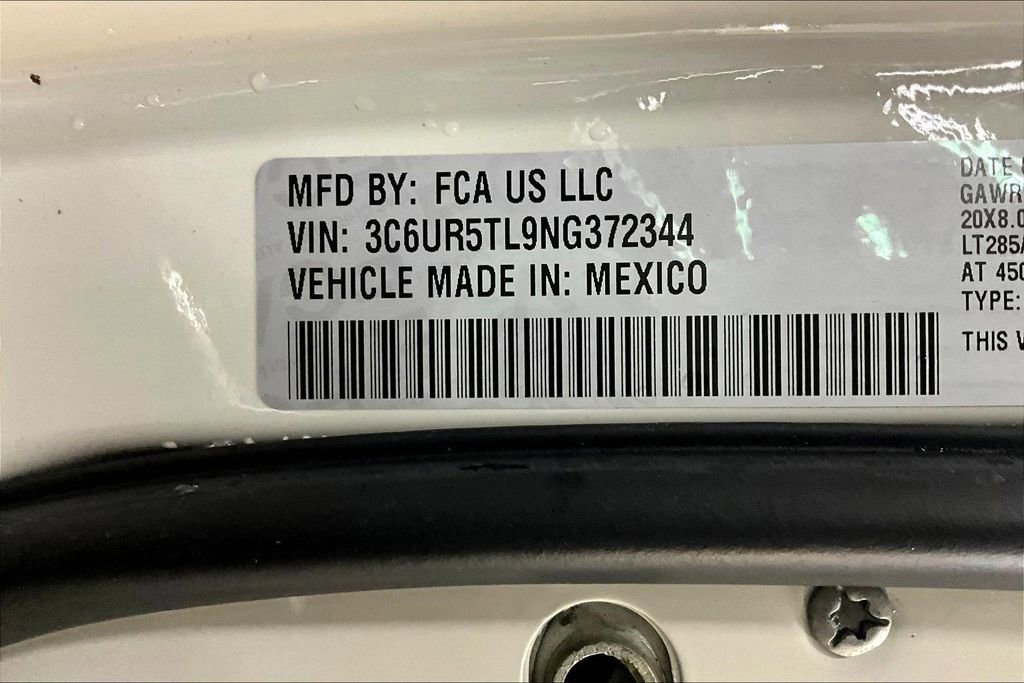 MFD BY: FCA US LLC
VIN: 3C6UR5TL9NG372344
VEHICLE MADE IN: MEXICO
DATE
GAWR
20X8.0
LT285/
AT 450
TYPE:
THIS V